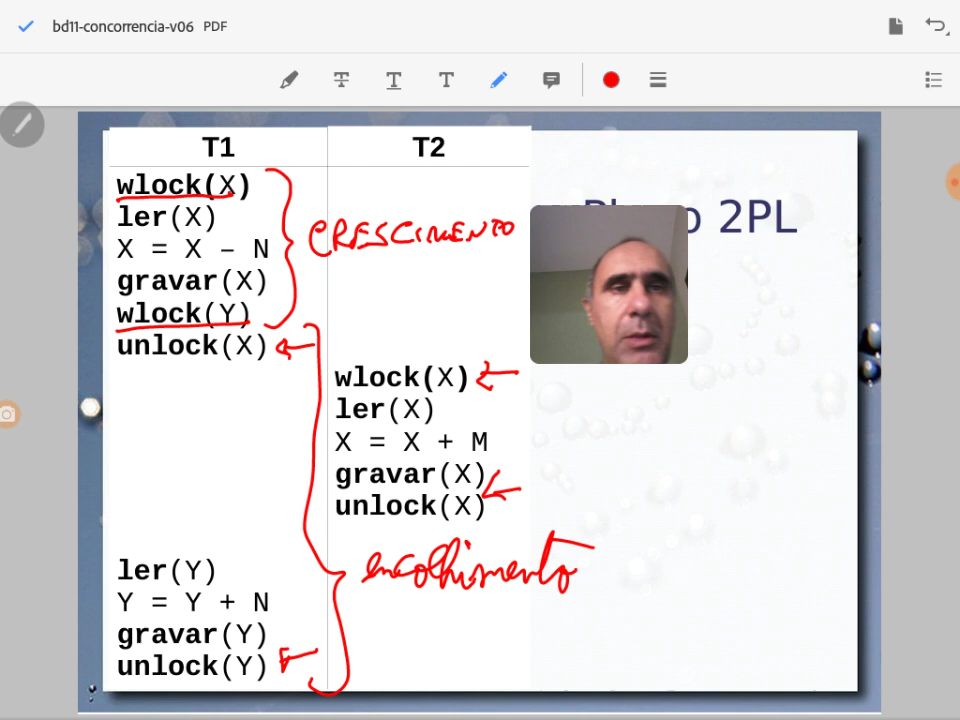 bd11-concorrencia-v06 PDF
T1
T2
2PL
wlock(X)
ler(X)
X = X – N
gravar(X)
wlock(Y)
unlock(X)
CRESCIMENTO
wlock(X)
ler(X)
X = X + M
gravar(X)
unlock(X)
encolhimento
ler(Y)
Y = Y + N
gravar(Y)
unlock(Y)